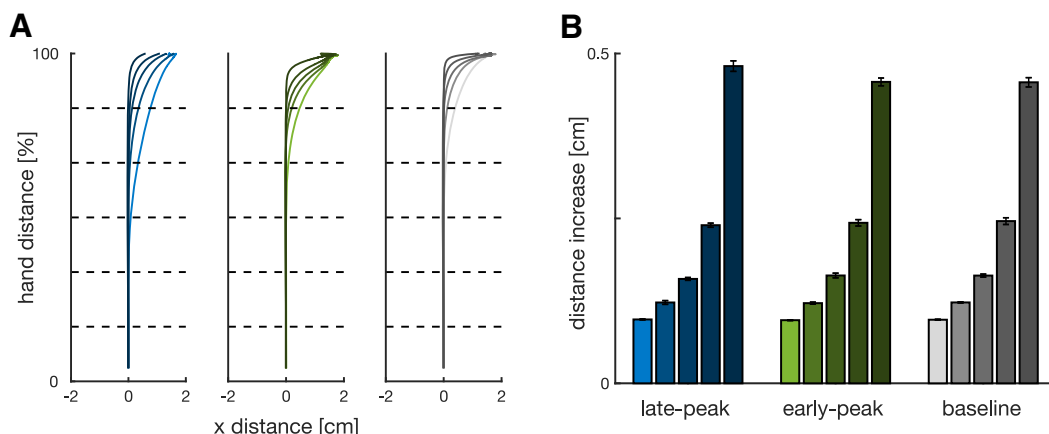 A
100
hand distance [%]
0
-2
0
2
-2
0
2
-2
0
2
x distance [cm]
B
0.5
distance increase [cm]
0
late-peak
early-peak
baseline